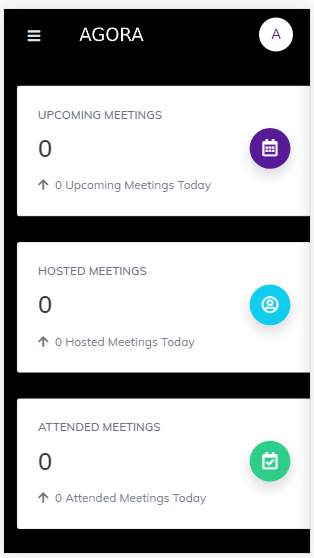 AGORA
A
UPCOMING MEETINGS
0
0 Upcoming Meetings Today
HOSTED MEETINGS
0
0 Hosted Meetings Today
ATTENDED MEETINGS
0
0 Attended Meetings Today